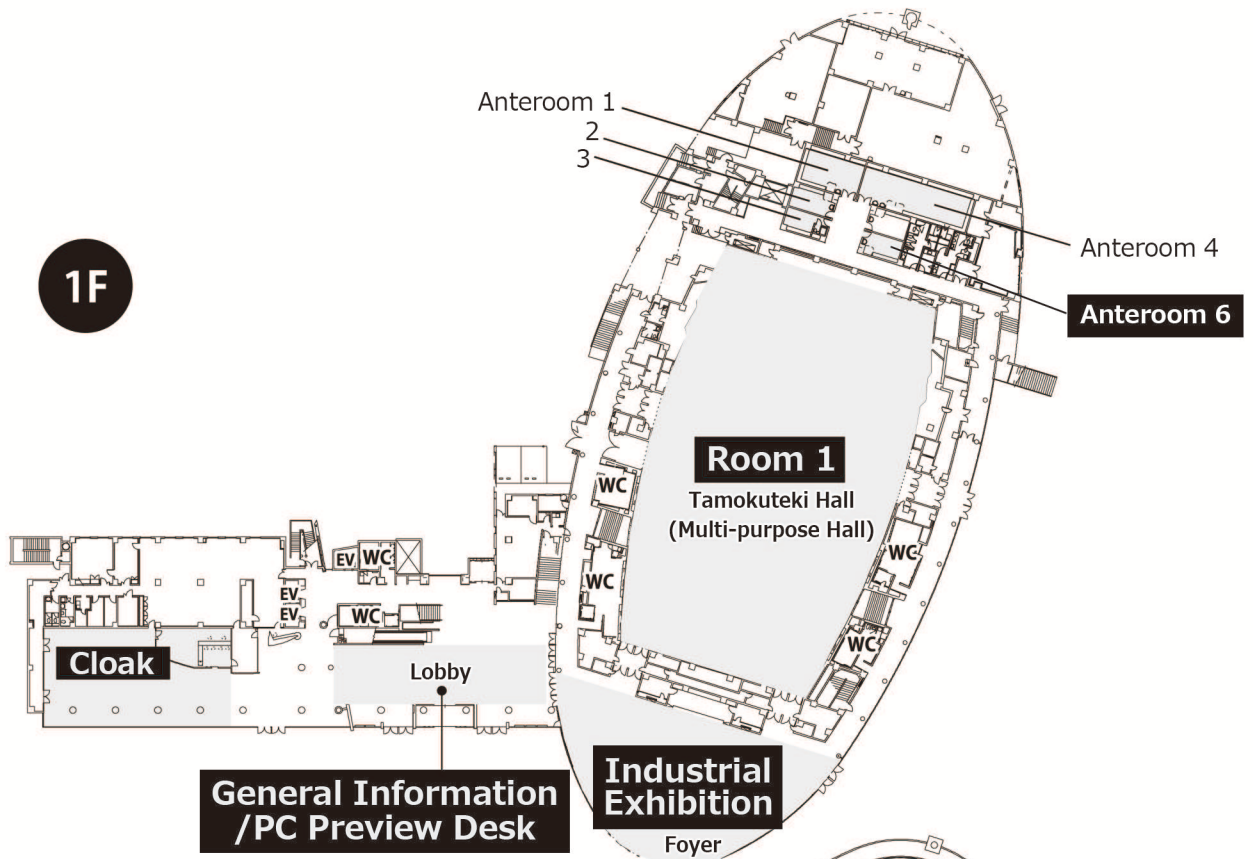 Anteroom 1
2
3
Anteroom 4
1F
Anteroom 6
Room 1
Tamokuteki Hall
(Multi-purpose Hall)
WC
WC
EV
WC
WC
EV
EV
WC
WC
Cloak
Lobby
General Information
/PC Preview Desk
Industrial
Exhibition
Foyer